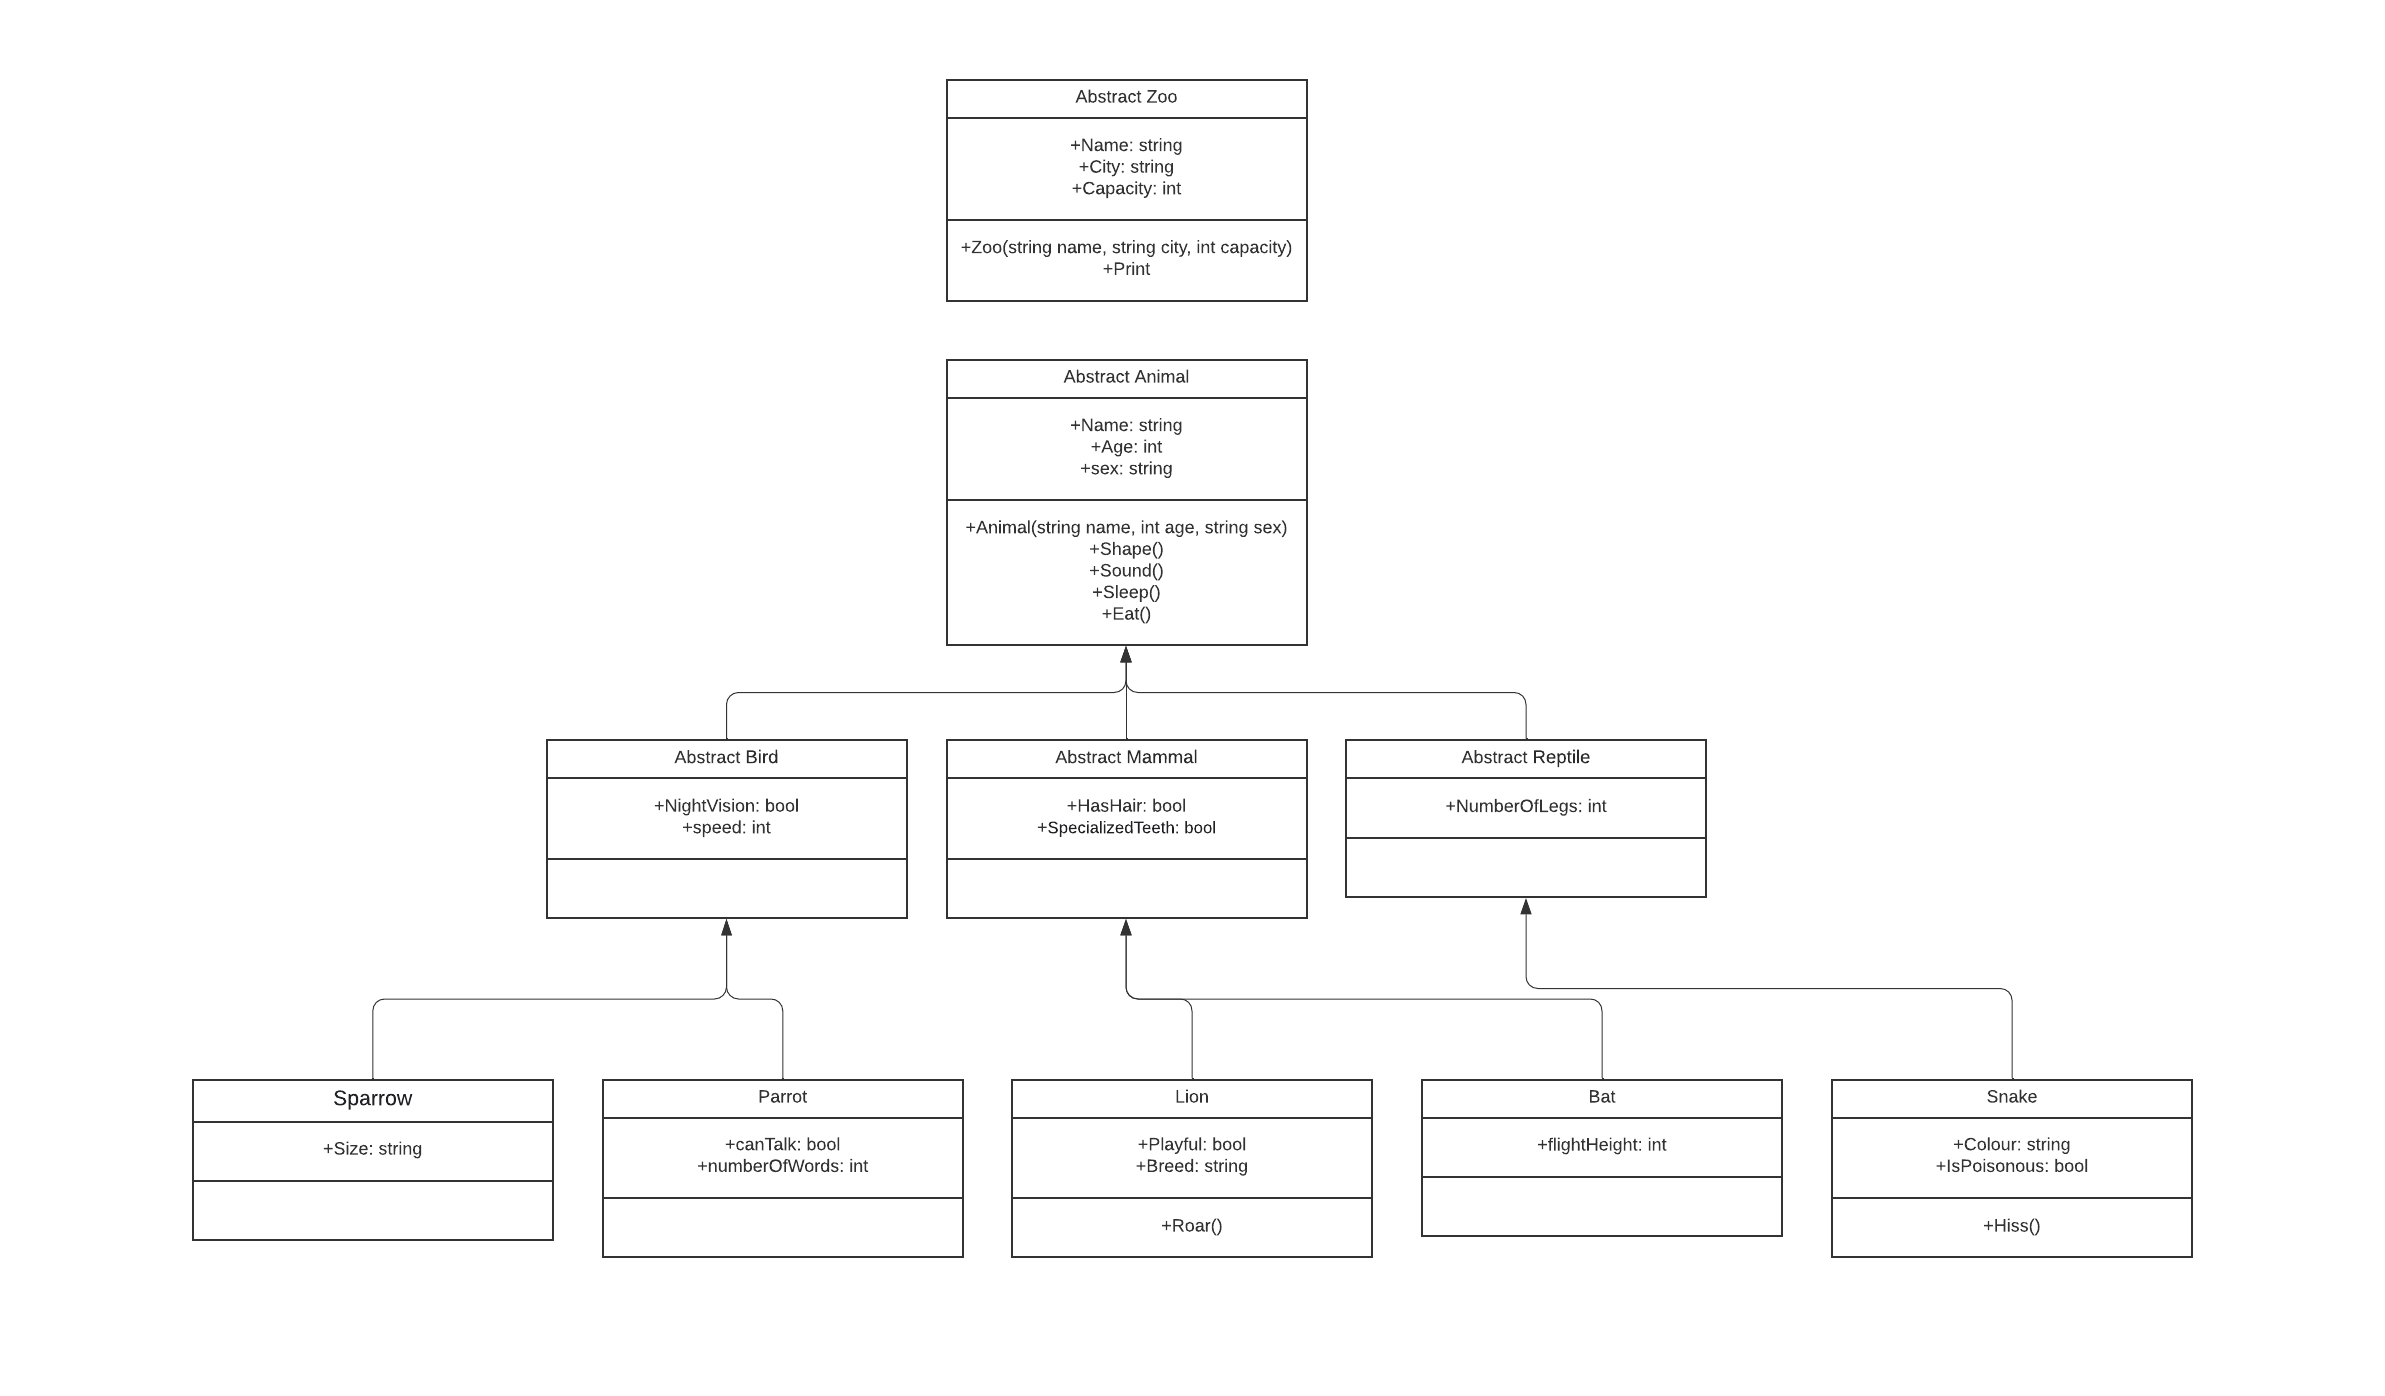 Abstract Zoo
+Name: string
+City: string
+Capacity: int
+Zoo(string name, string city, int capacity)
+Print
Abstract Animal
+Name: string
+Age: int
+sex: string
+Animal(string name, int age, string sex)
+Shape()
+Sound()
+Sleep()
+Eat()
Abstract Bird
+NightVision: bool
+speed: int
Abstract Mammal
+HasHair: bool
+SpecializedTeeth: bool
Abstract Reptile
+NumberOfLegs: int
Sparrow
+Size: string
Parrot
+canTalk: bool
+numberOfWords: int
Lion
+Playful: bool
+Breed: string
+Roar()
Bat
+flightHeight: int
Snake
+Colour: string
+IsPoisonous: bool
+Hiss()